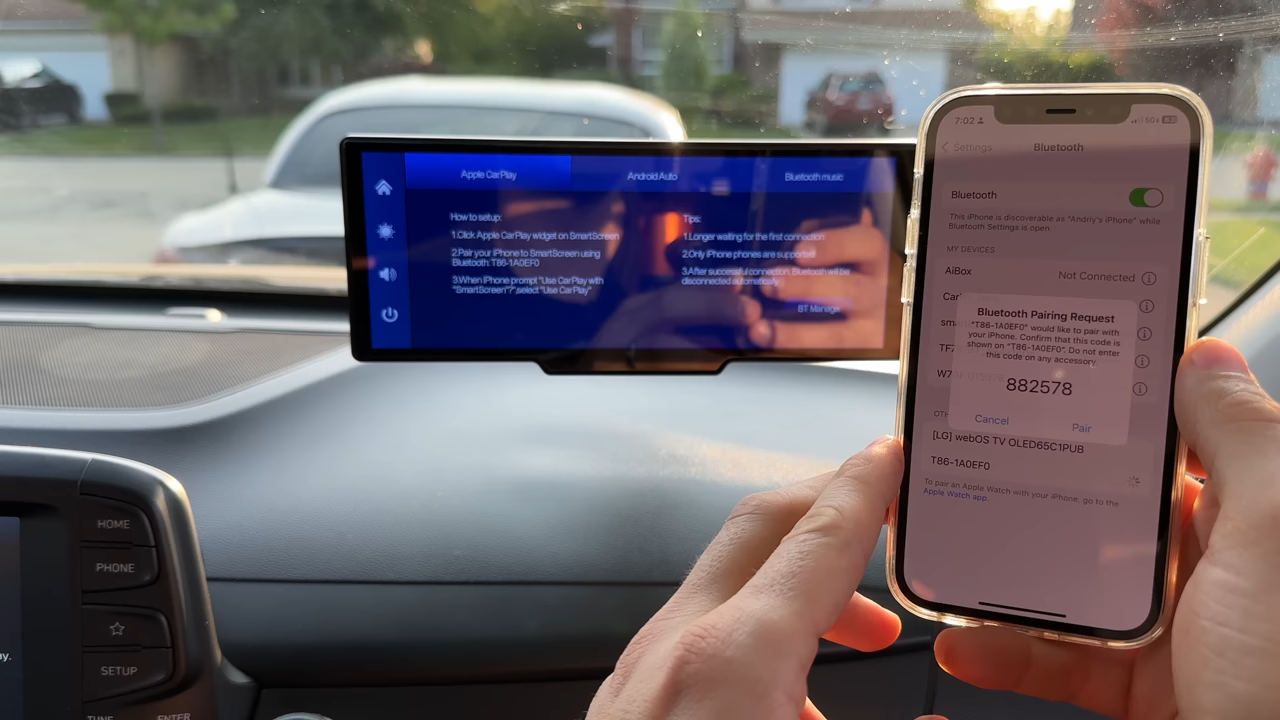 Apple CarPlay
Android Auto
Bluetooth music
How to setup:
1.Click Apple CarPlay widget on SmartScreen
2.Pair your iPhone to SmartScreen using
Bluetooth: T86-1A0EF0
3.When iPhone prompt "Use CarPlay with
"SmartScreen"?",select "Use CarPlay"
Tips:
1.Longer waiting for the first connection
2.Only iPhone phones are supported
3.After successful connection, Bluetooth will be
disconnected automatically
BT Manage
HOME
PHONE
SETUP
TUNE
ENTER
7:02
Settings
Bluetooth
Bluetooth
This iPhone is discoverable as "Andriy's iPhone" while
Bluetooth Settings is open.
MY DEVICES
AiBox
Not Connected
Bluetooth Pairing Request
"T86-1A0EF0" would like to pair with
your iPhone. Confirm that this code is
shown on "T86-1A0EF0". Do not enter
this code on any accessory.
882578
Cancel
Pair
[LG] webOS TV OLED65C1PUB
T86-1A0EF0
To pair an Apple Watch with your iPhone, go to the
Apple Watch app.